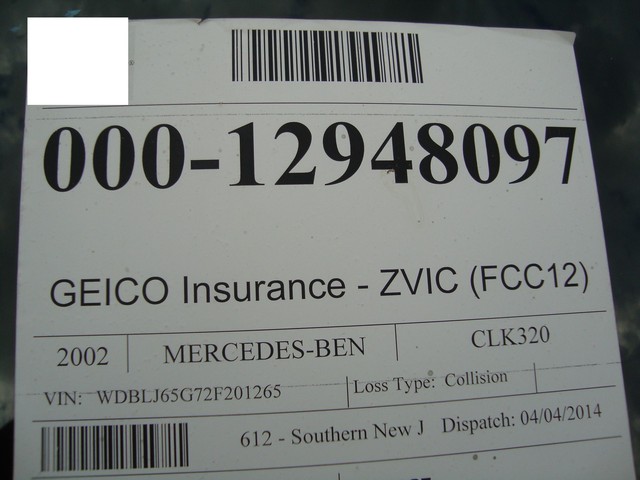 000-12948097
GEICO Insurance - ZVIC (FCC12)
2002 MERCEDES-BEN CLK320
VIN: WDBLJ65G72F201265 Loss Type: Collision
612 - Southern New J Dispatch: 04/04/2014